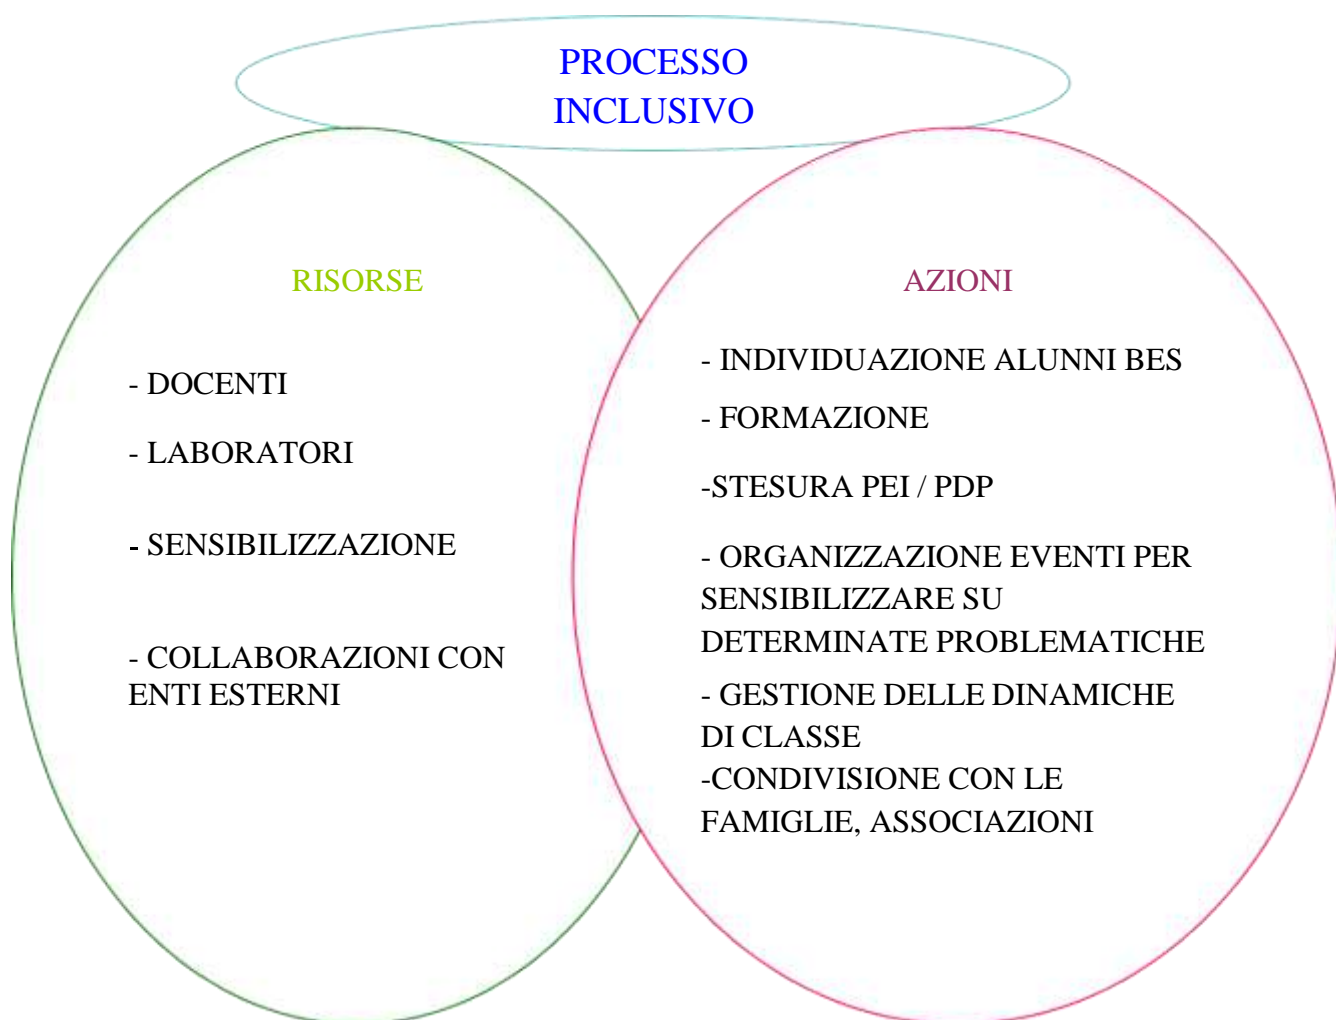 PROCESSO
INCLUSIVO
RISORSE
- DOCENTI
- LABORATORI
- SENSIBILIZZAZIONE
- COLLABORAZIONI CON
ENTI ESTERNI
AZIONI
- INDIVIDUAZIONE ALUNNI BES
- FORMAZIONE
-STESURA PEI / PDP
- ORGANIZZAZIONE EVENTI PER
SENSIBILIZZARE SU
DETERMINATE PROBLEMATICHE
- GESTIONE DELLE DINAMICHE
DI CLASSE
-CONDIVISIONE CON LE
FAMIGLIE, ASSOCIAZIONI